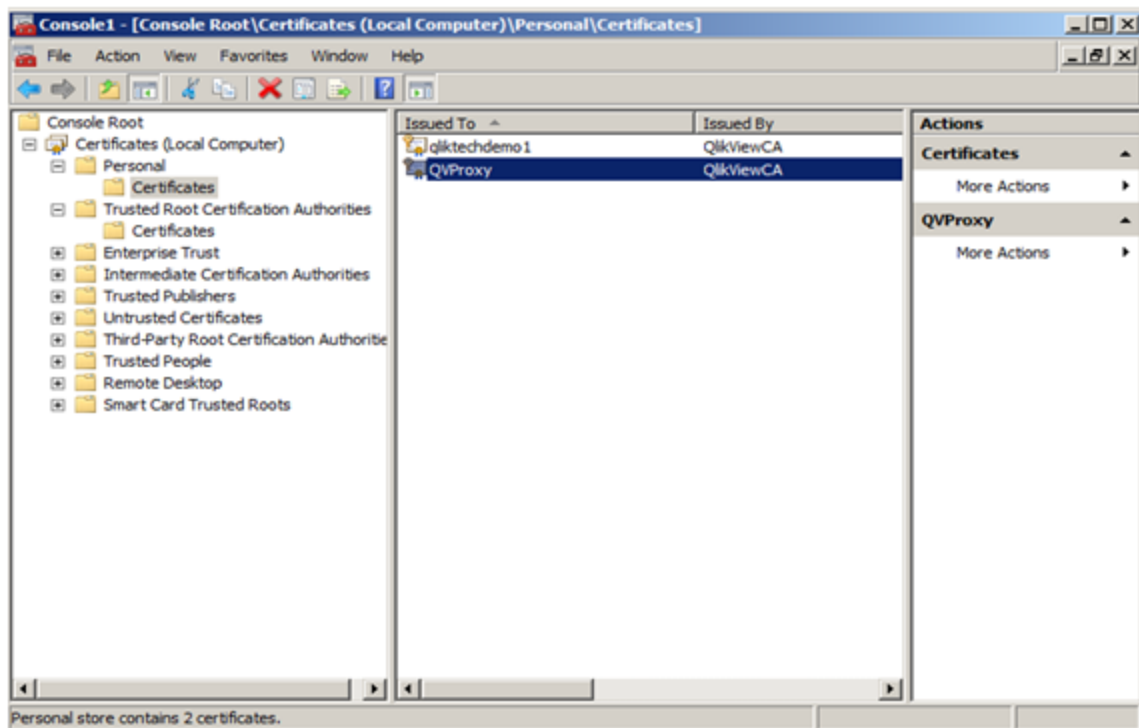 Console1 - [Console Root\Certificates (Local Computer)\Personal\Certificates]
File Action View Favorites Window Help
Console Root
Certificates (Local Computer)
Personal
Certificates
Trusted Root Certification Authorities
Certificates
Enterprise Trust
Intermediate Certification Authorities
Trusted Publishers
Untrusted Certificates
Third-Party Root Certification Authoritie
Trusted People
Remote Desktop
Smart Card Trusted Roots
Issued To Issued By
qliktechdemo1 QlikViewCA
QVProxy QlikViewCA
Actions
Certificates
More Actions
QVProxy
More Actions
Personal store contains 2 certificates.